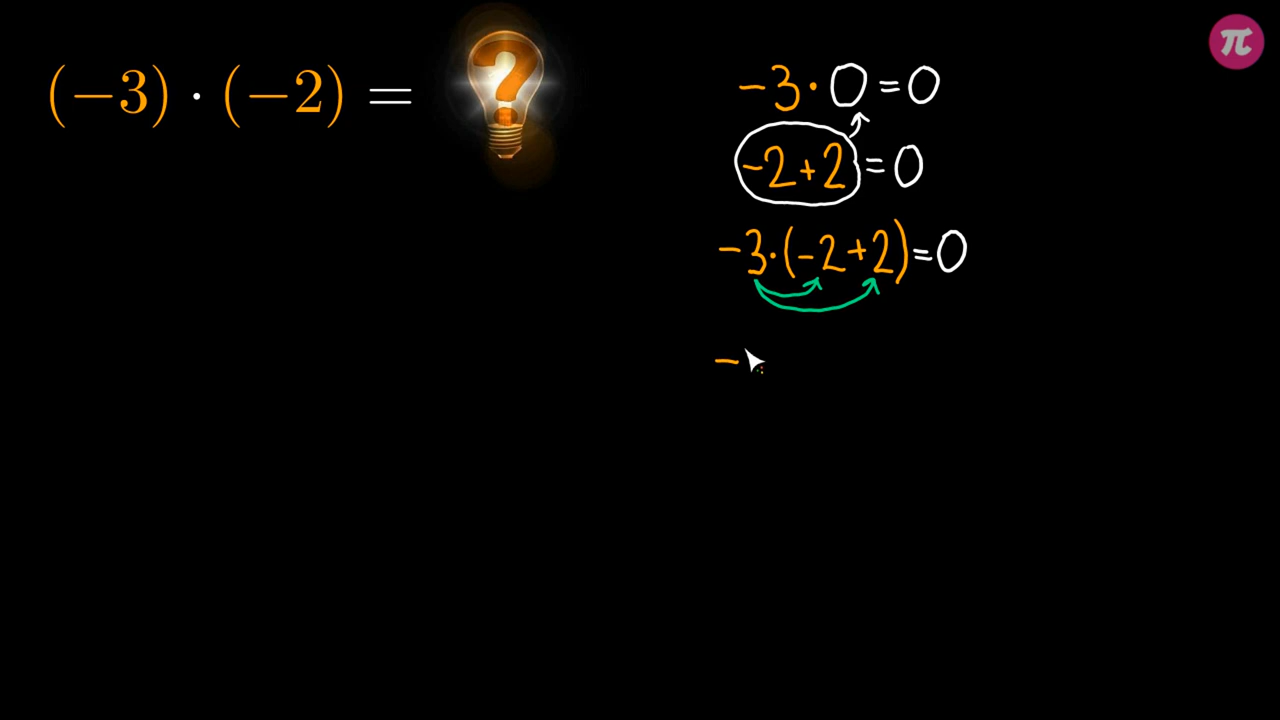 (−3) · (−2) = ?
π
−3 · 0 = 0
−2 + 2 = 0
−3 · (−2 + 2) = 0
−